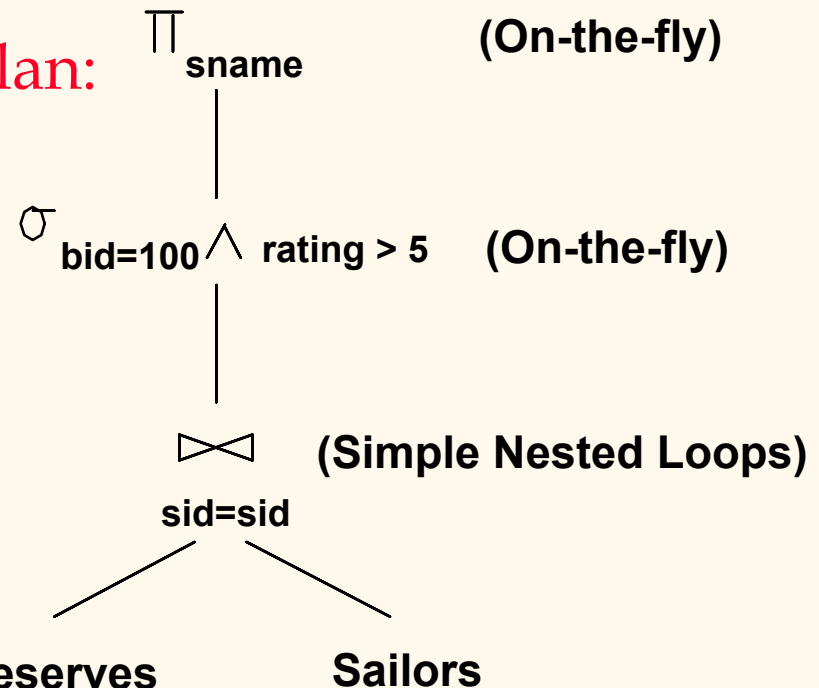 (On-the-fly)
lan:
π sname
σ bid=100 ∧ rating > 5 (On-the-fly)
⋈ (Simple Nested Loops)
sid=sid
eserves Sailors